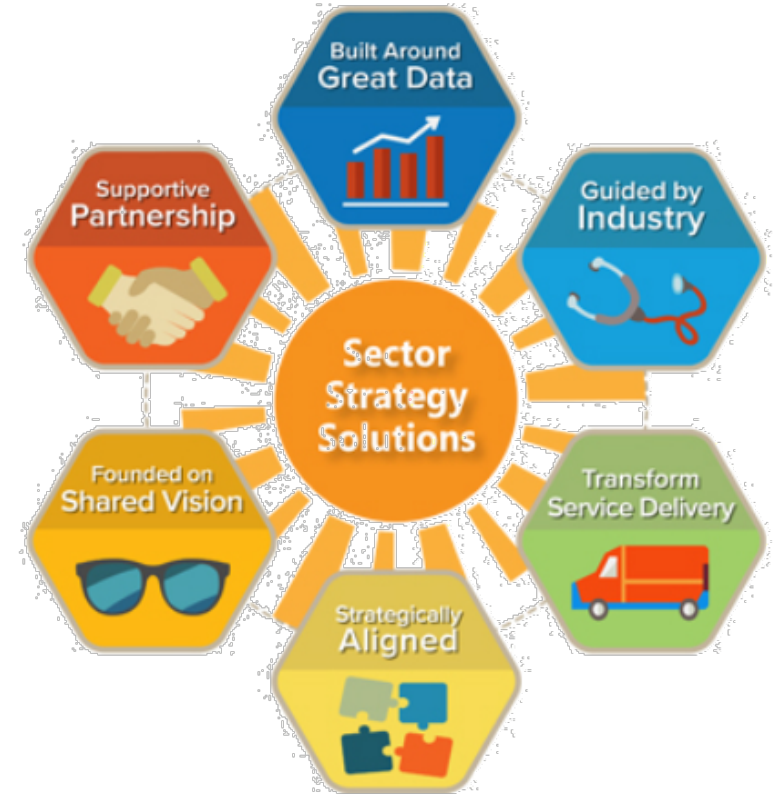 Built Around
Great Data
Supportive
Partnership
Guided by
Industry
Sector
Strategy
Solutions
Founded on
Shared Vision
Transform
Service Delivery
Strategically
Aligned